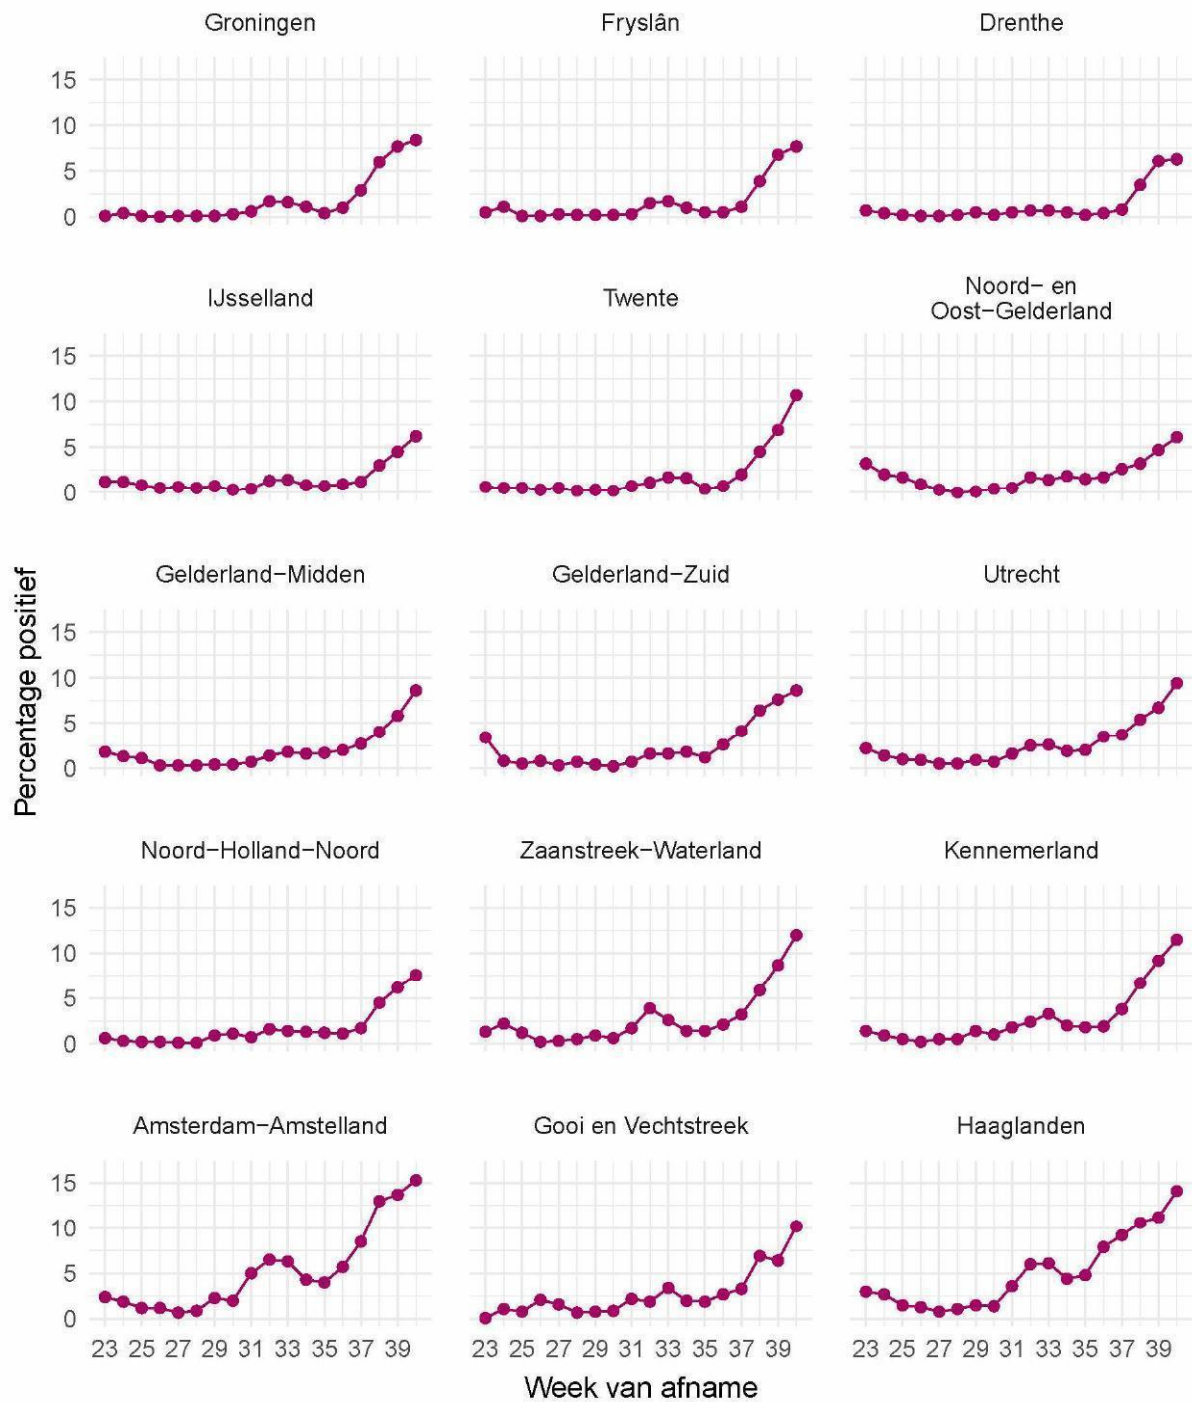 Groningen
Fryslân
Drenthe
15
10
5
0
IJsselland
Twente
Noord- en
Oost-Gelderland
15
10
5
0
Gelderland-Midden
Gelderland-Zuid
Utrecht
15
10
5
0
Percentage positief
Noord-Holland-Noord
Zaanstreek-Waterland
Kennemerland
15
10
5
0
Amsterdam-Amstelland
Gooi en Vechtstreek
Haaglanden
15
10
5
0
23 25 27 29 31 33 35 37 39
23 25 27 29 31 33 35 37 39
23 25 27 29 31 33 35 37 39
Week van afname